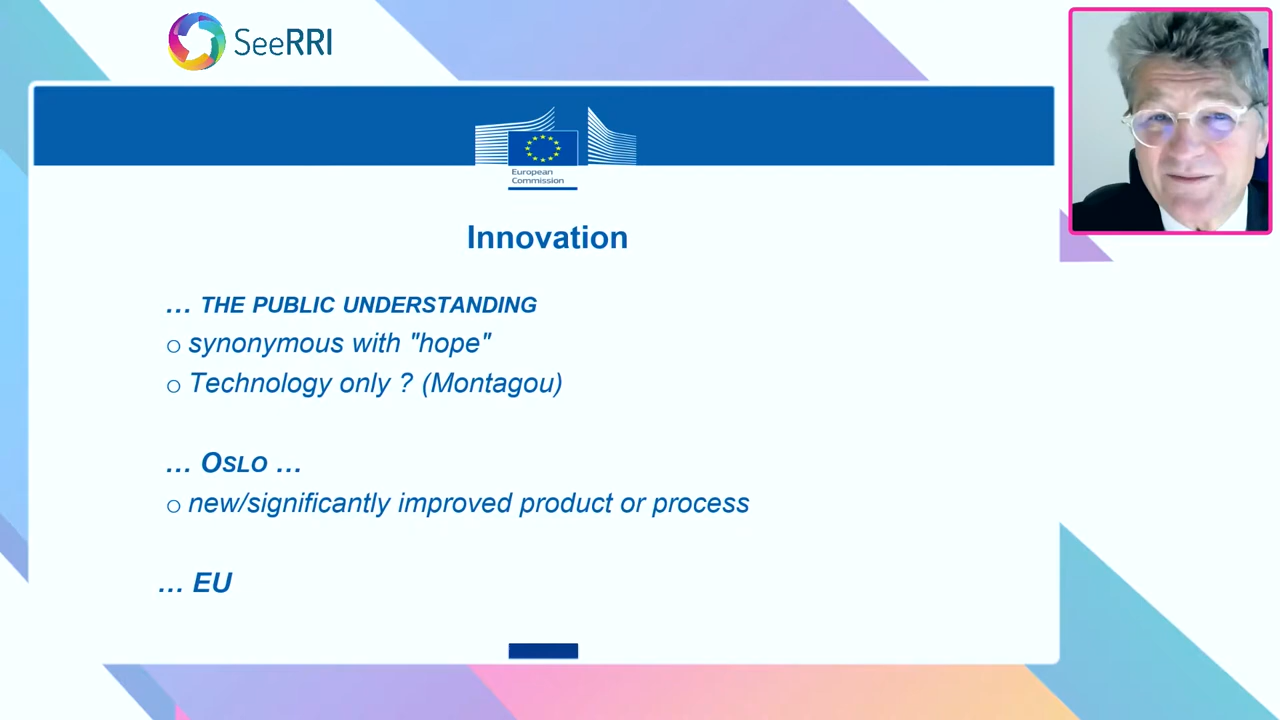 SeeRRI
European
Commission
Innovation
... THE PUBLIC UNDERSTANDING
o synonymous with "hope"
o Technology only ? (Montagou)
... OSLO ...
o new/significantly improved product or process
... EU